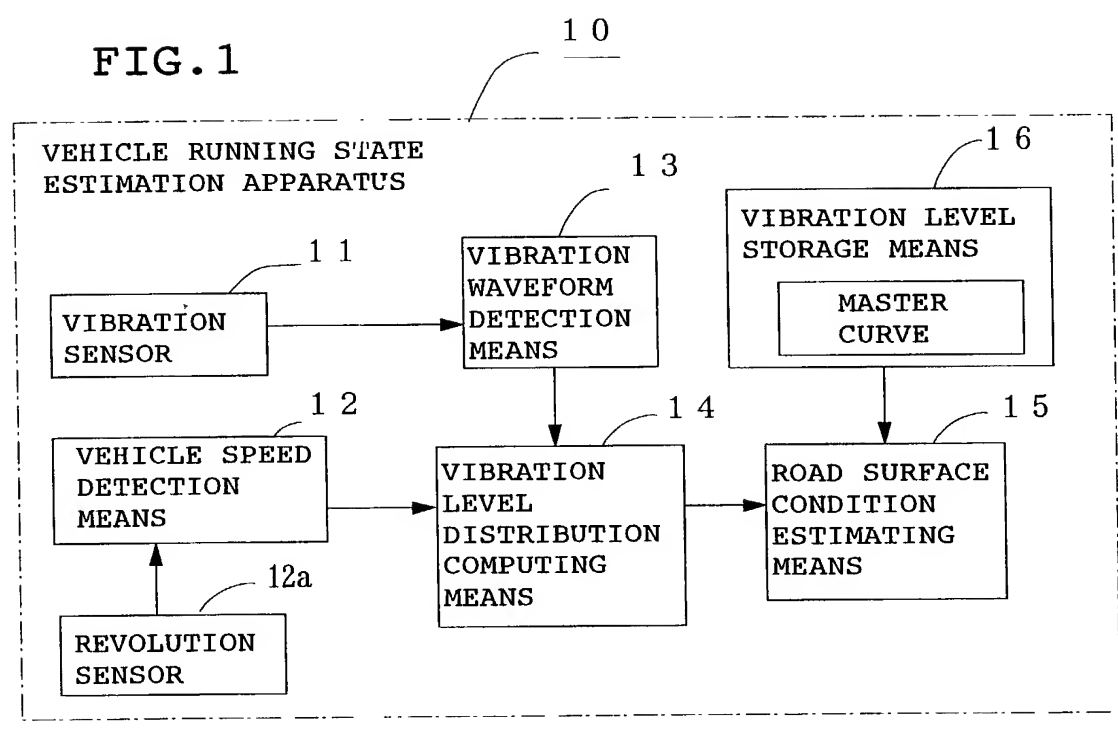 FIG.1
10
VEHICLE RUNNING STATE
ESTIMATION APPARATUS
11
VIBRATION
SENSOR
13
VIBRATION
WAVEFORM
DETECTION
MEANS
16
VIBRATION LEVEL
STORAGE MEANS
MASTER
CURVE
12
VEHICLE SPEED
DETECTION
MEANS
14
VIBRATION
LEVEL
DISTRIBUTION
COMPUTING
MEANS
15
ROAD SURFACE
CONDITION
ESTIMATING
MEANS
12a
REVOLUTION
SENSOR